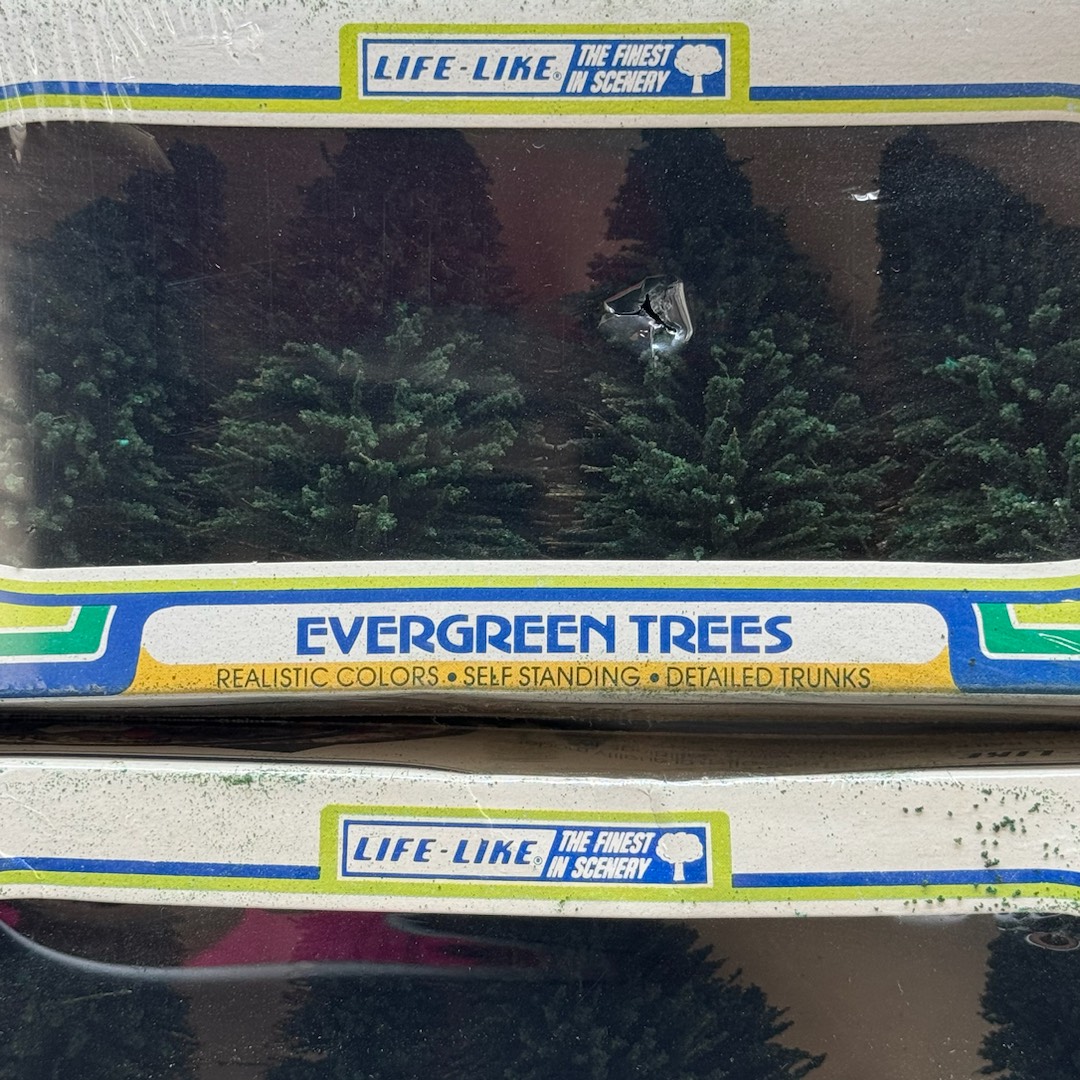 LIFE-LIKE® THE FINEST
IN SCENERY
EVERGREEN TREES
REALISTIC COLORS • SELF STANDING • DETAILED TRUNKS
LIFE-LIKE® THE FINEST
IN SCENERY